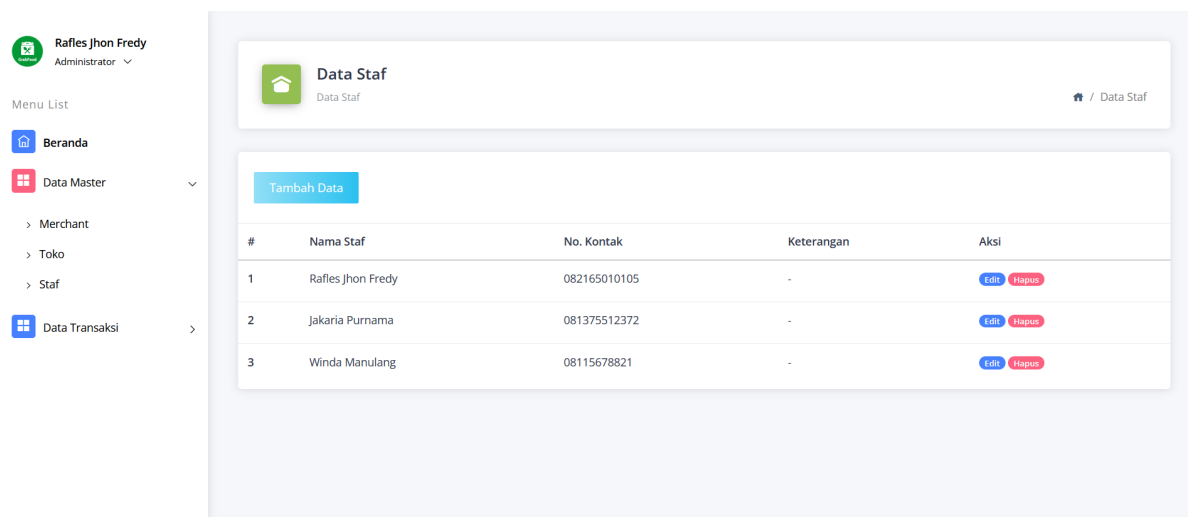 Rafles Jhon Fredy
Administrator
Menu List
Beranda
Data Master
Merchant
Toko
Staf
Data Transaksi
Data Staf
Data Staf
/ Data Staf
Tambah Data
# Nama Staf No. Kontak Keterangan Aksi
1 Rafles Jhon Fredy 082165010105 - Edit Hapus
2 Jakaria Purnama 081375512372 - Edit Hapus
3 Winda Manulang 08115678821 - Edit Hapus